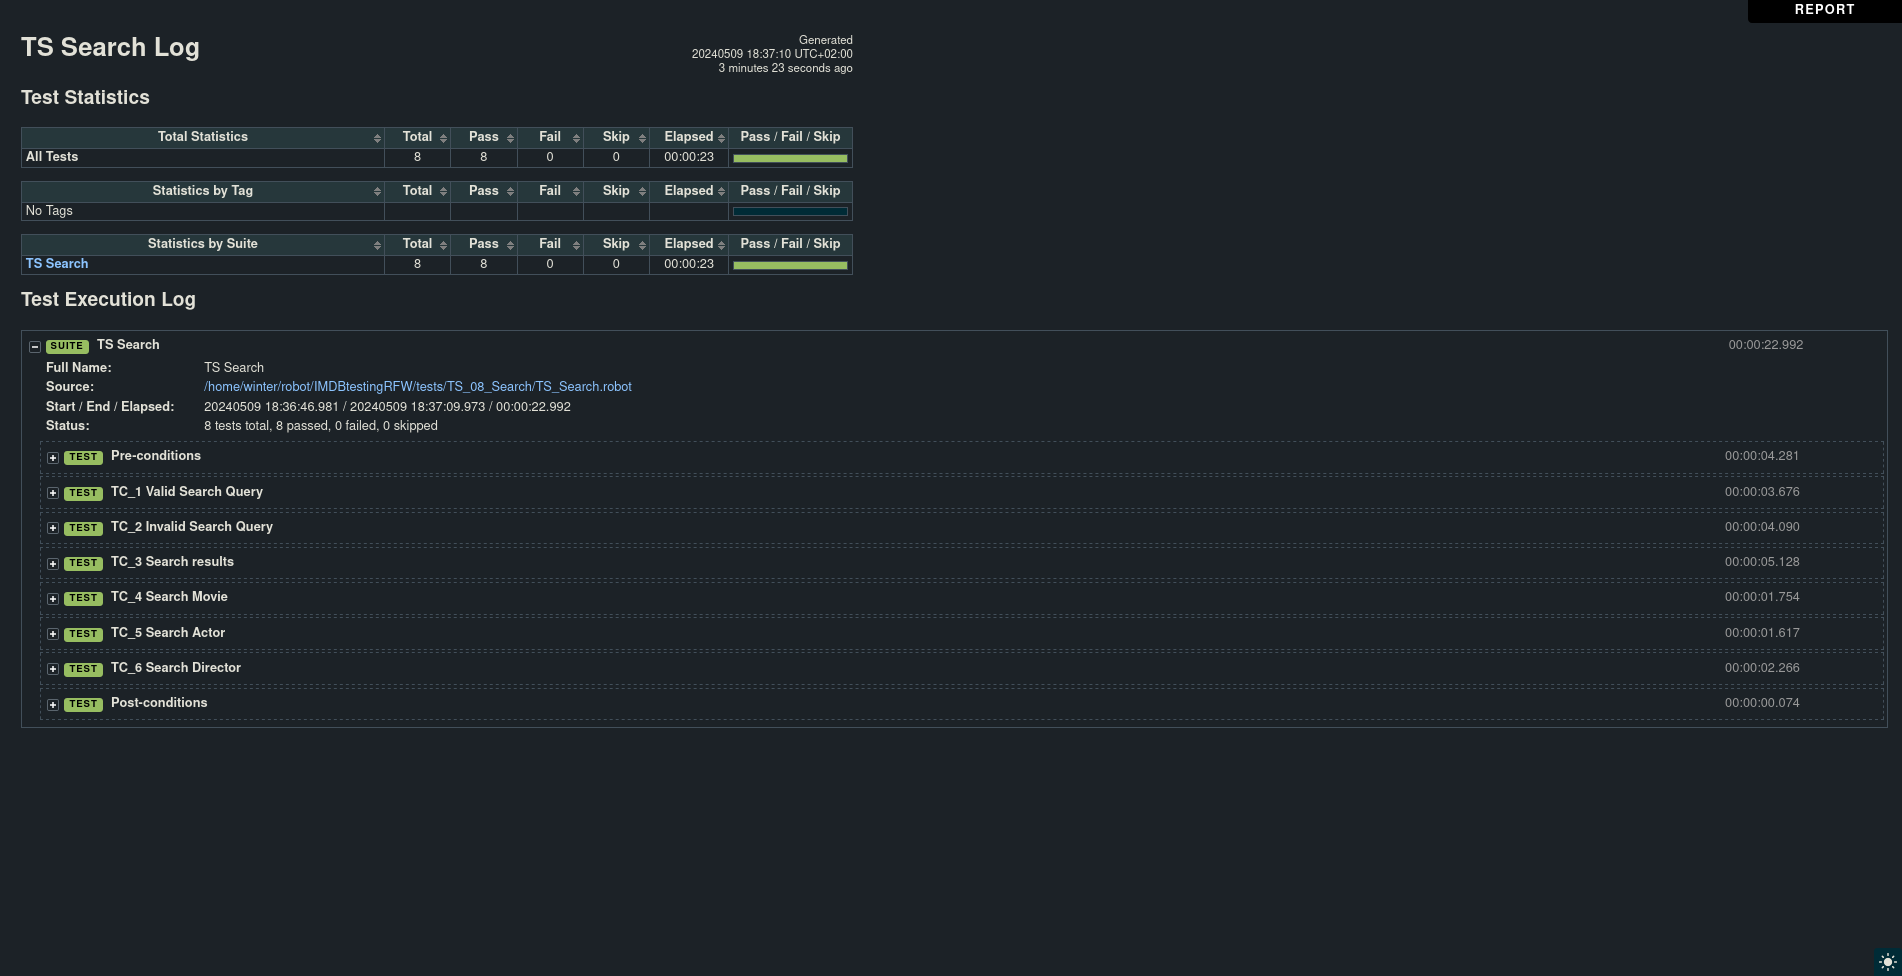 REPORT
TS Search Log
Generated
20240509 18:37:10 UTC+02:00
3 minutes 23 seconds ago
Test Statistics
Total Statistics Total Pass Fail Skip Elapsed Pass / Fail / Skip
All Tests 8 8 0 0 00:00:23
Statistics by Tag Total Pass Fail Skip Elapsed Pass / Fail / Skip
No Tags
Statistics by Suite Total Pass Fail Skip Elapsed Pass / Fail / Skip
TS Search 8 8 0 0 00:00:23
Test Execution Log
SUITE TS Search 00:00:22.992
Full Name: TS Search
Source: /home/winter/robot/IMDBtestingRFW/tests/TS_08_Search/TS_Search.robot
Start / End / Elapsed: 20240509 18:36:46.981 / 20240509 18:37:09.973 / 00:00:22.992
Status: 8 tests total, 8 passed, 0 failed, 0 skipped
TEST Pre-conditions 00:00:04.281
TEST TC_1 Valid Search Query 00:00:03.676
TEST TC_2 Invalid Search Query 00:00:04.090
TEST TC_3 Search results 00:00:05.128
TEST TC_4 Search Movie 00:00:01.754
TEST TC_5 Search Actor 00:00:01.617
TEST TC_6 Search Director 00:00:02.266
TEST Post-conditions 00:00:00.074